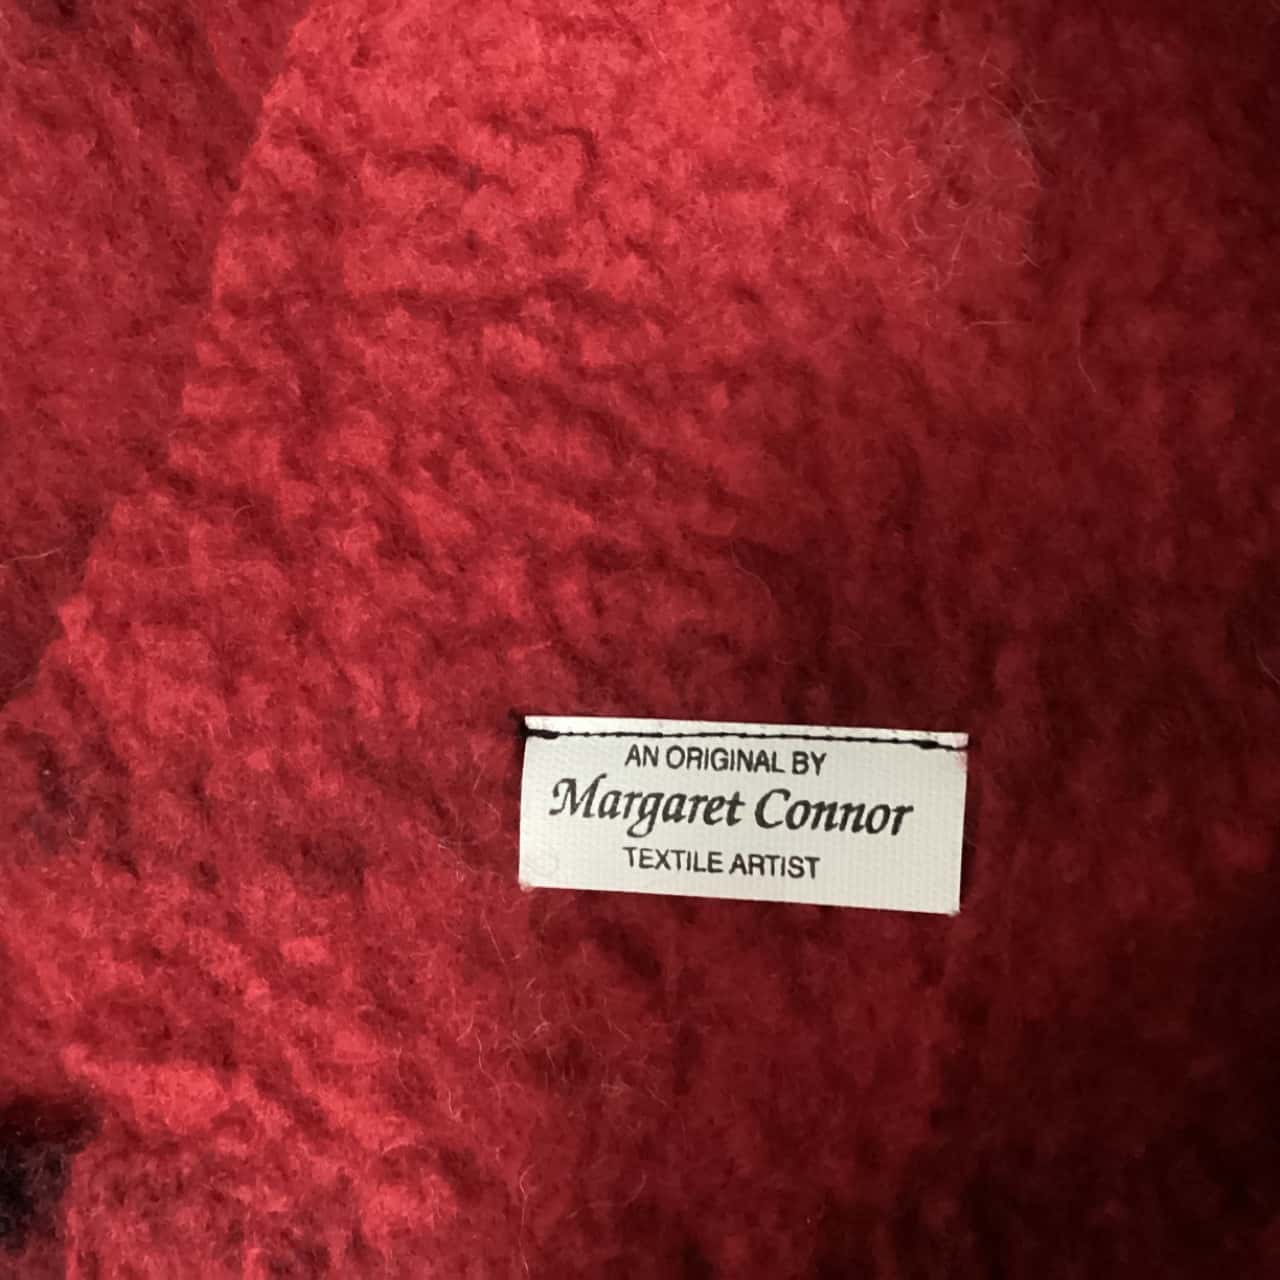 AN ORIGINAL BY
Margaret Connor
TEXTILE ARTIST